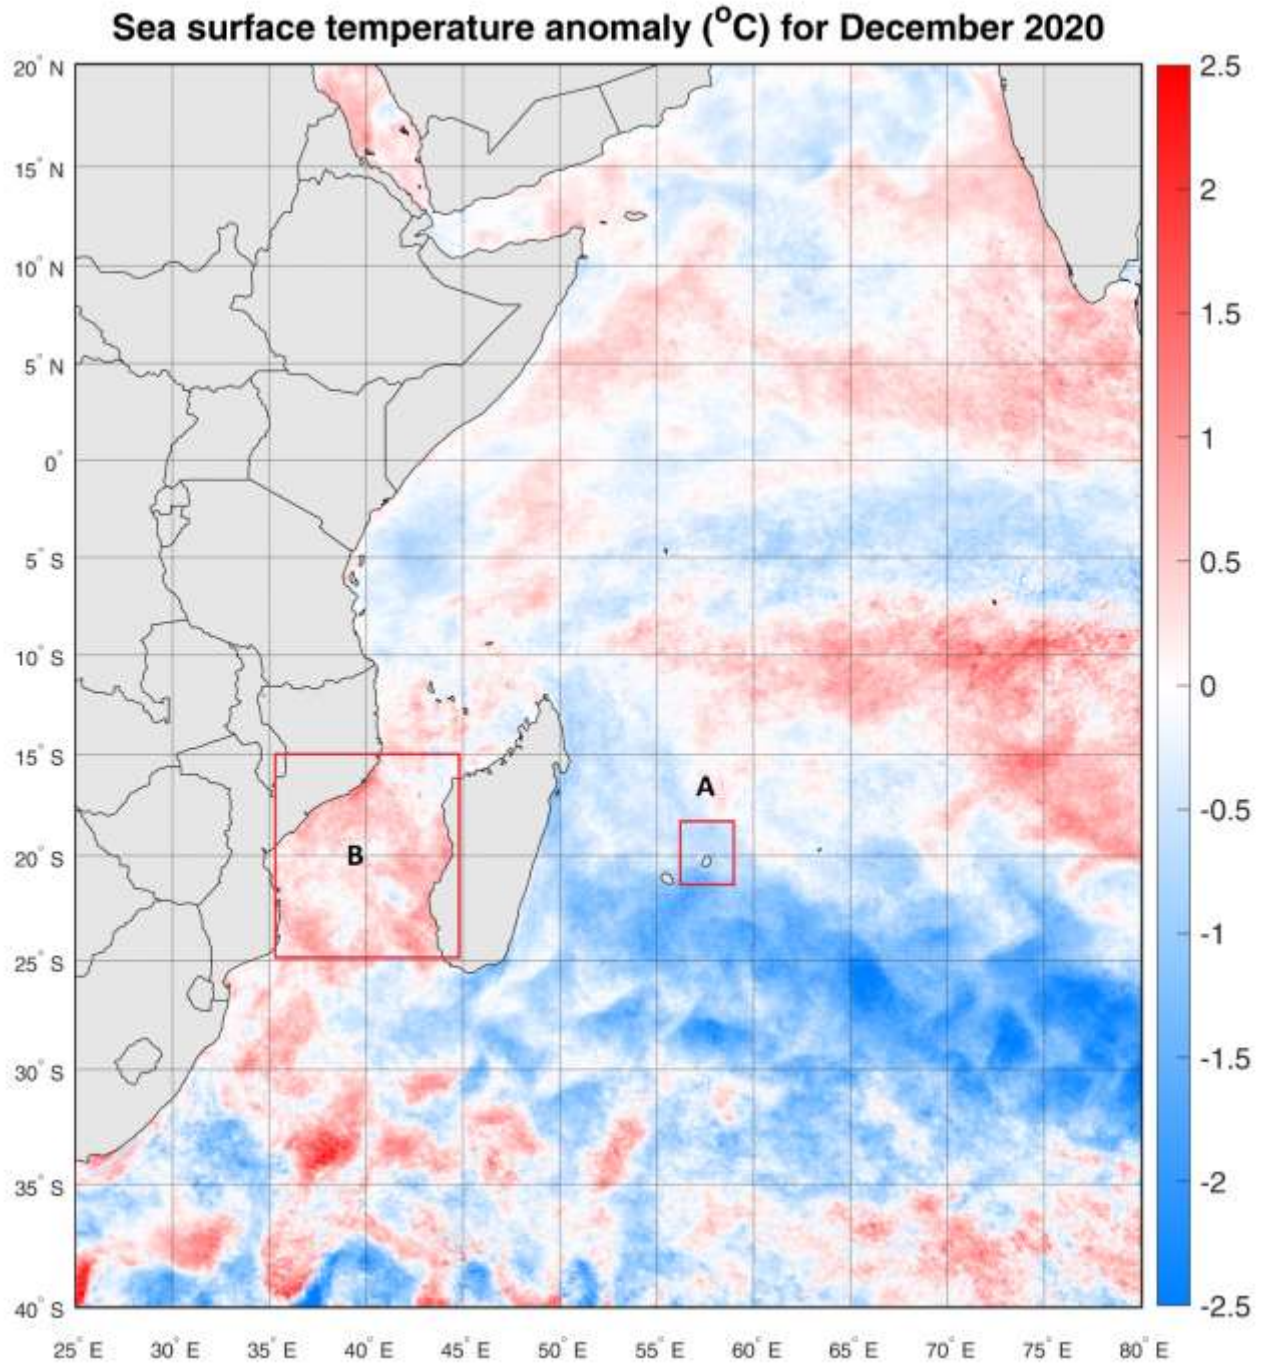 Sea surface temperature anomaly (°C) for December 2020
20° N
15° N
10° N
5° N
0°
5° S
10° S
15° S
20° S
25° S
30° S
35° S
40° S
25° E 30° E 35° E 40° E 45° E 50° E 55° E 60° E 65° E 70° E 75° E 80° E
A
B
2.5
2
1.5
1
0.5
0
-0.5
-1
-1.5
-2
-2.5